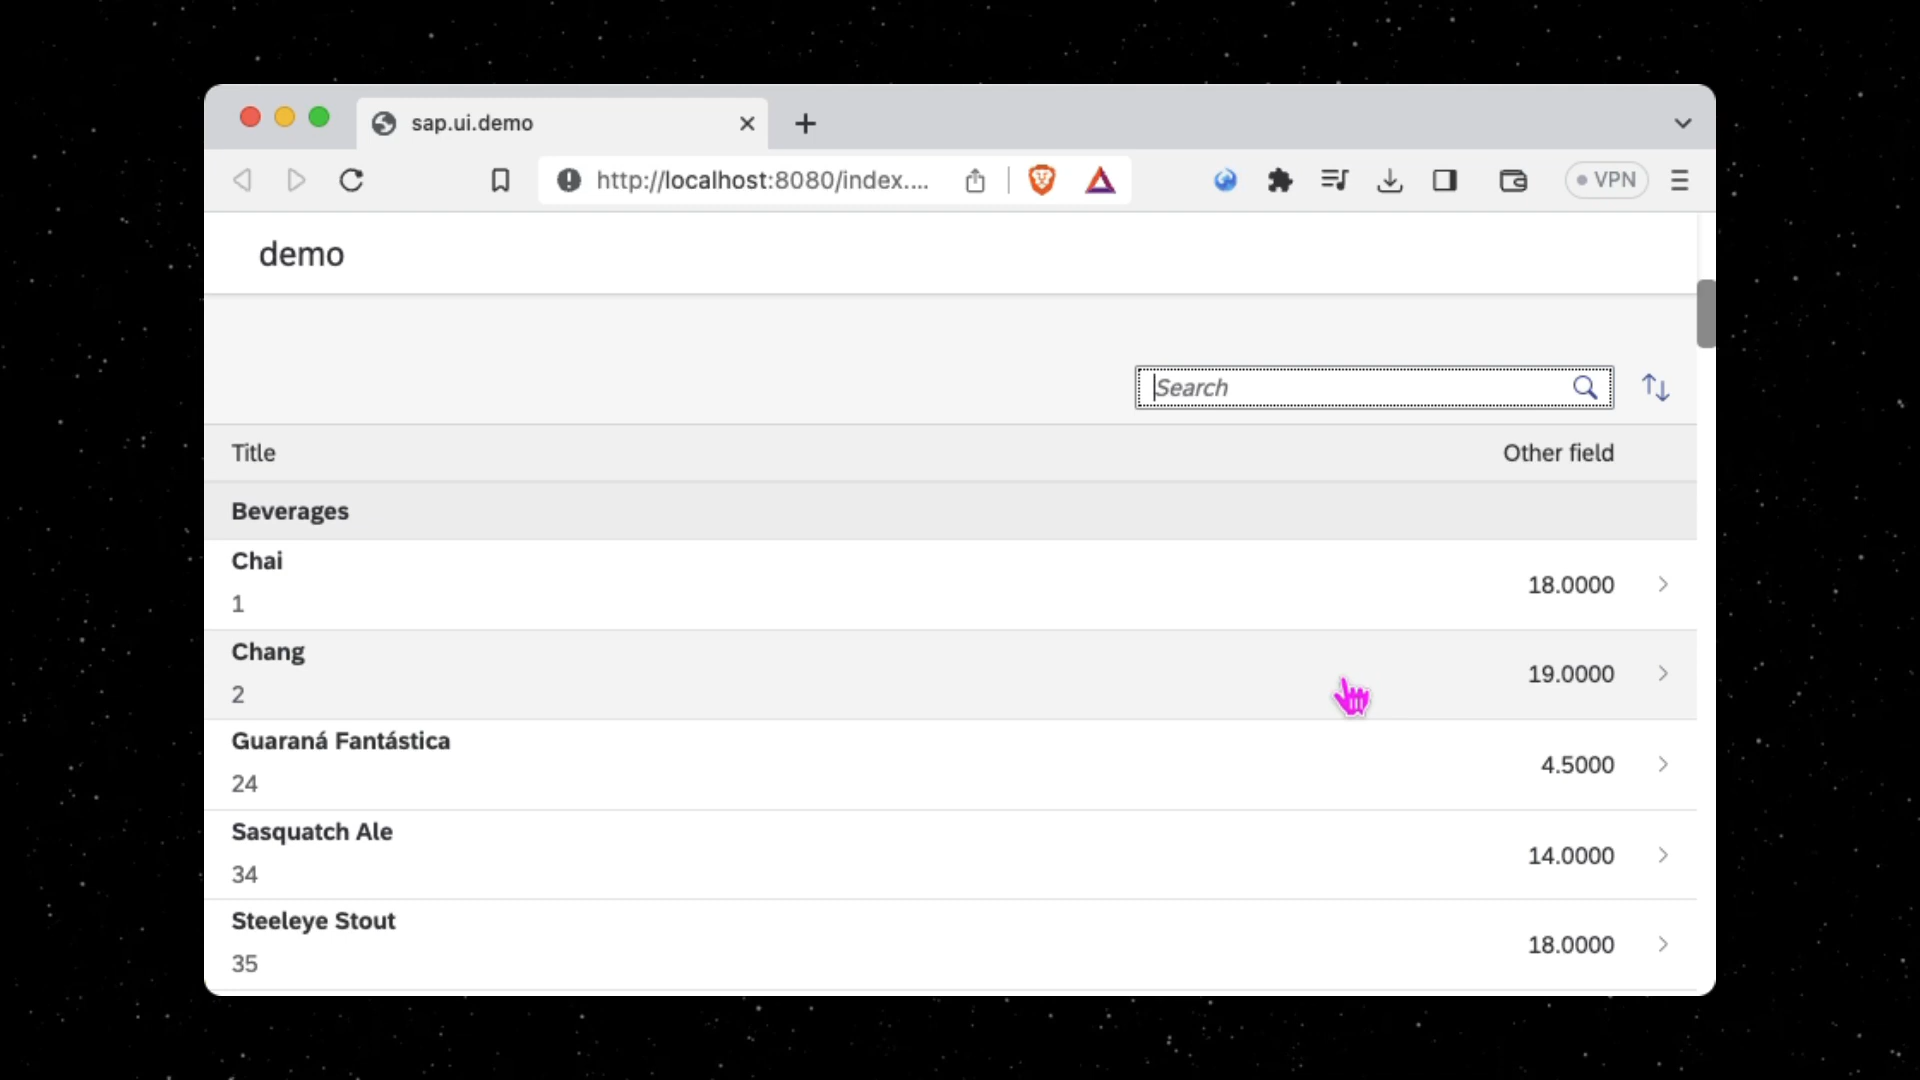 sap.ui.demo
http://localhost:8080/index....
VPN
demo
Search
Title Other field
Beverages
Chai
18.0000
1
Chang
19.0000
2
Guaraná Fantástica
4.5000
24
Sasquatch Ale
14.0000
34
Steeleye Stout
18.0000
35